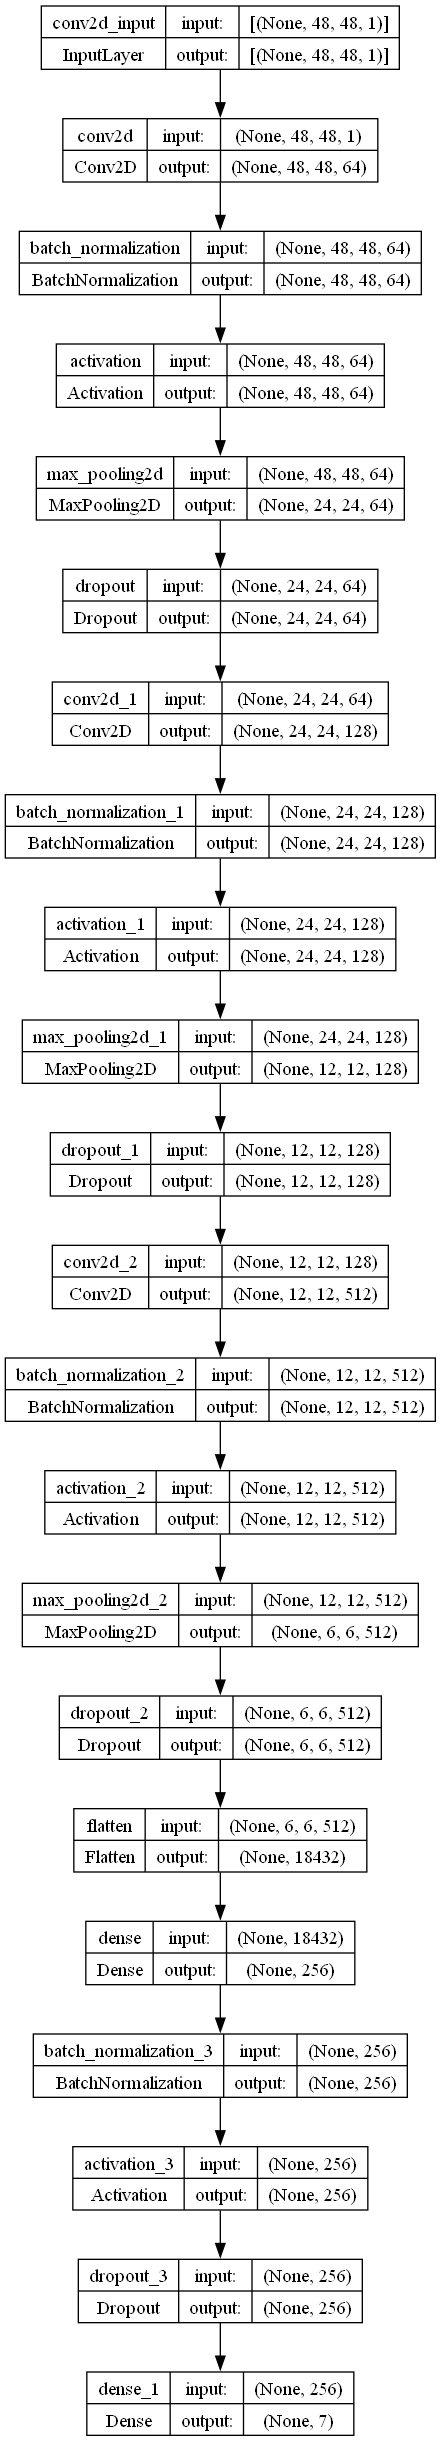 conv2d_input input: [(None, 48, 48, 1)]
InputLayer output: [(None, 48, 48, 1)]
conv2d input: (None, 48, 48, 1)
Conv2D output: (None, 48, 48, 64)
batch_normalization input: (None, 48, 48, 64)
BatchNormalization output: (None, 48, 48, 64)
activation input: (None, 48, 48, 64)
Activation output: (None, 48, 48, 64)
max_pooling2d input: (None, 48, 48, 64)
MaxPooling2D output: (None, 24, 24, 64)
dropout input: (None, 24, 24, 64)
Dropout output: (None, 24, 24, 64)
conv2d_1 input: (None, 24, 24, 64)
Conv2D output: (None, 24, 24, 128)
batch_normalization_1 input: (None, 24, 24, 128)
BatchNormalization output: (None, 24, 24, 128)
activation_1 input: (None, 24, 24, 128)
Activation output: (None, 24, 24, 128)
max_pooling2d_1 input: (None, 24, 24, 128)
MaxPooling2D output: (None, 12, 12, 128)
dropout_1 input: (None, 12, 12, 128)
Dropout output: (None, 12, 12, 128)
conv2d_2 input: (None, 12, 12, 128)
Conv2D output: (None, 12, 12, 512)
batch_normalization_2 input: (None, 12, 12, 512)
BatchNormalization output: (None, 12, 12, 512)
activation_2 input: (None, 12, 12, 512)
Activation output: (None, 12, 12, 512)
max_pooling2d_2 input: (None, 12, 12, 512)
MaxPooling2D output: (None, 6, 6, 512)
dropout_2 input: (None, 6, 6, 512)
Dropout output: (None, 6, 6, 512)
flatten input: (None, 6, 6, 512)
Flatten output: (None, 18432)
dense input: (None, 18432)
Dense output: (None, 256)
batch_normalization_3 input: (None, 256)
BatchNormalization output: (None, 256)
activation_3 input: (None, 256)
Activation output: (None, 256)
dropout_3 input: (None, 256)
Dropout output: (None, 256)
dense_1 input: (None, 256)
Dense output: (None, 7)